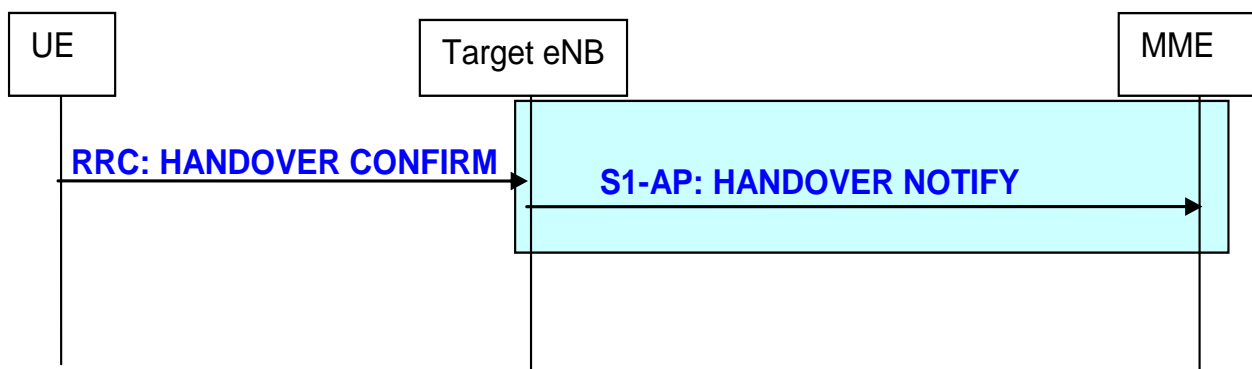 UE
Target eNB
MME
RRC: HANDOVER CONFIRM
S1-AP: HANDOVER NOTIFY